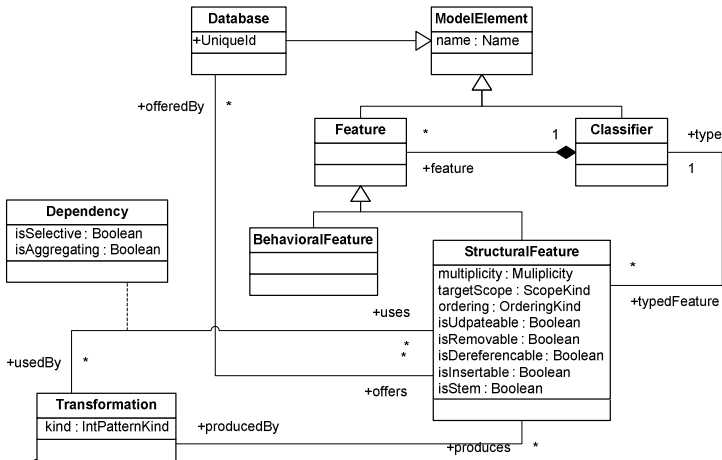 Database
+UniqueId
ModelElement
name : Name
+offeredBy
*
Feature
*
1
Classifier
+type
+feature
1
Dependency
isSelective : Boolean
isAggregating : Boolean
BehavioralFeature
StructuralFeature
multiplicity : Muliplicity
targetScope : ScopeKind
ordering : OrderingKind
isUdpateable : Boolean
isRemovable : Boolean
isDereferencable : Boolean
isInsertable : Boolean
isStem : Boolean
*
+typedFeature
+uses
*
*
+usedBy
*
+offers
Transformation
kind : IntPatternKind
+producedBy
+produces
*